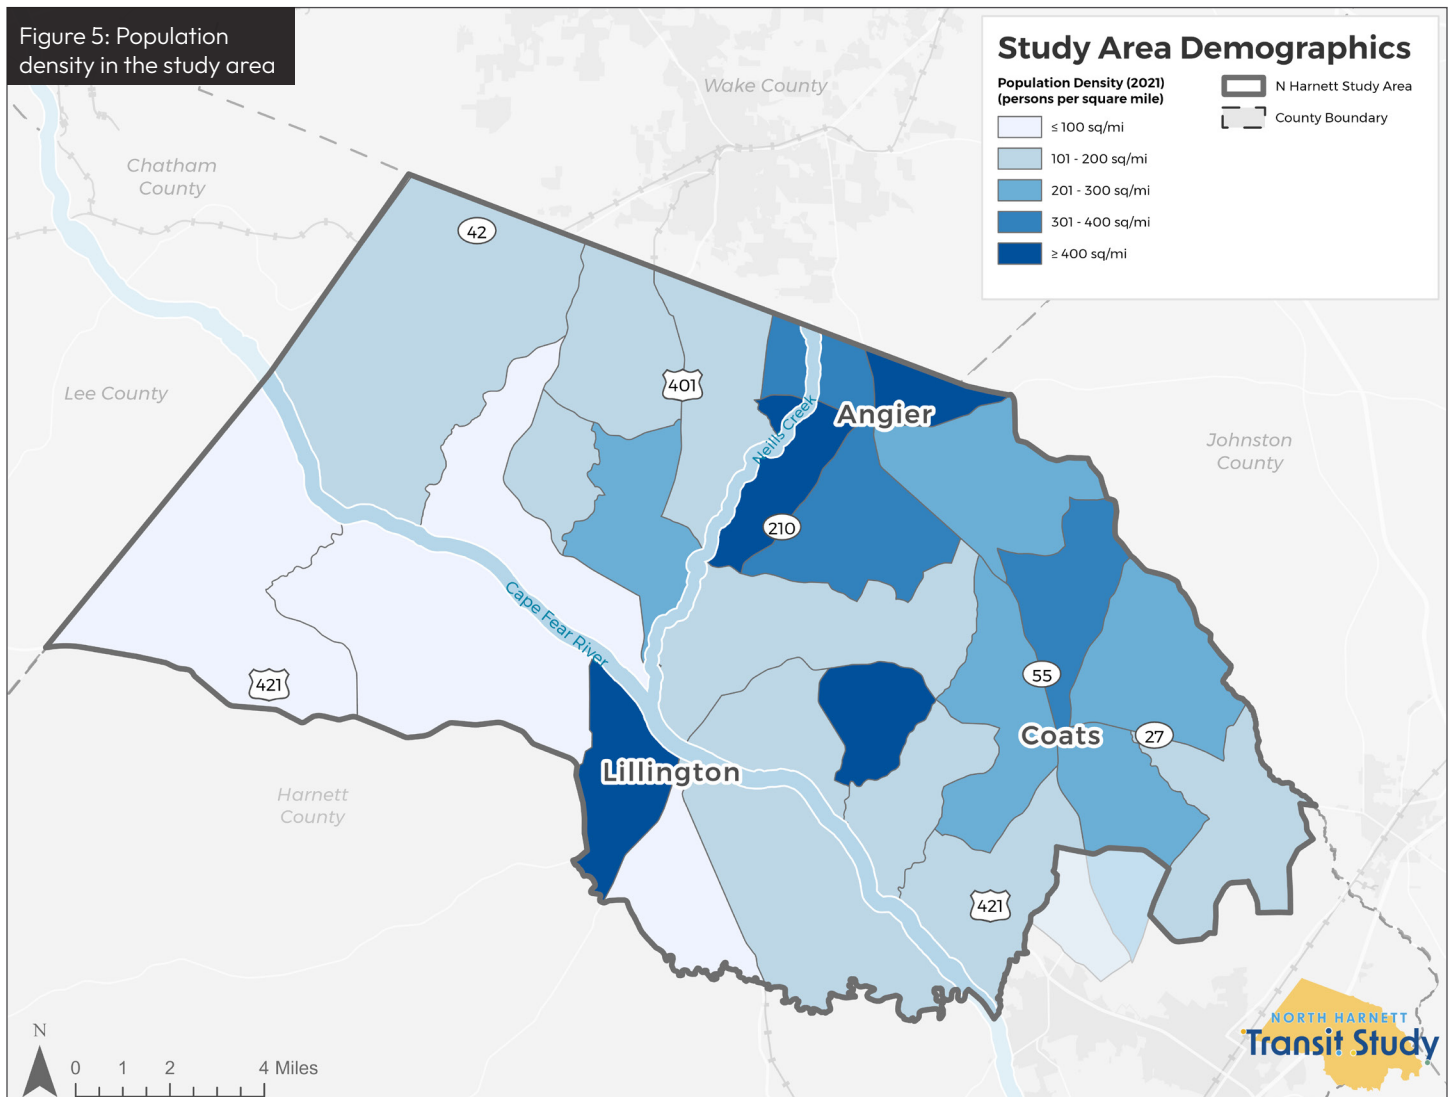 Figure 5: Population
density in the study area
Study Area Demographics
Population Density (2021)
(persons per square mile)
≤ 100 sq/mi
101 - 200 sq/mi
201 - 300 sq/mi
301 - 400 sq/mi
≥ 400 sq/mi
N Harnett Study Area
County Boundary
Wake County
Chatham
County
42
Lee County
401
Neills Creek
Angier
Johnston
County
210
Cape Fear River
421
55
Coats
27
Lillington
Harnett
County
421
N
0 1 2 4 Miles
NORTH HARNETT
Transit Study